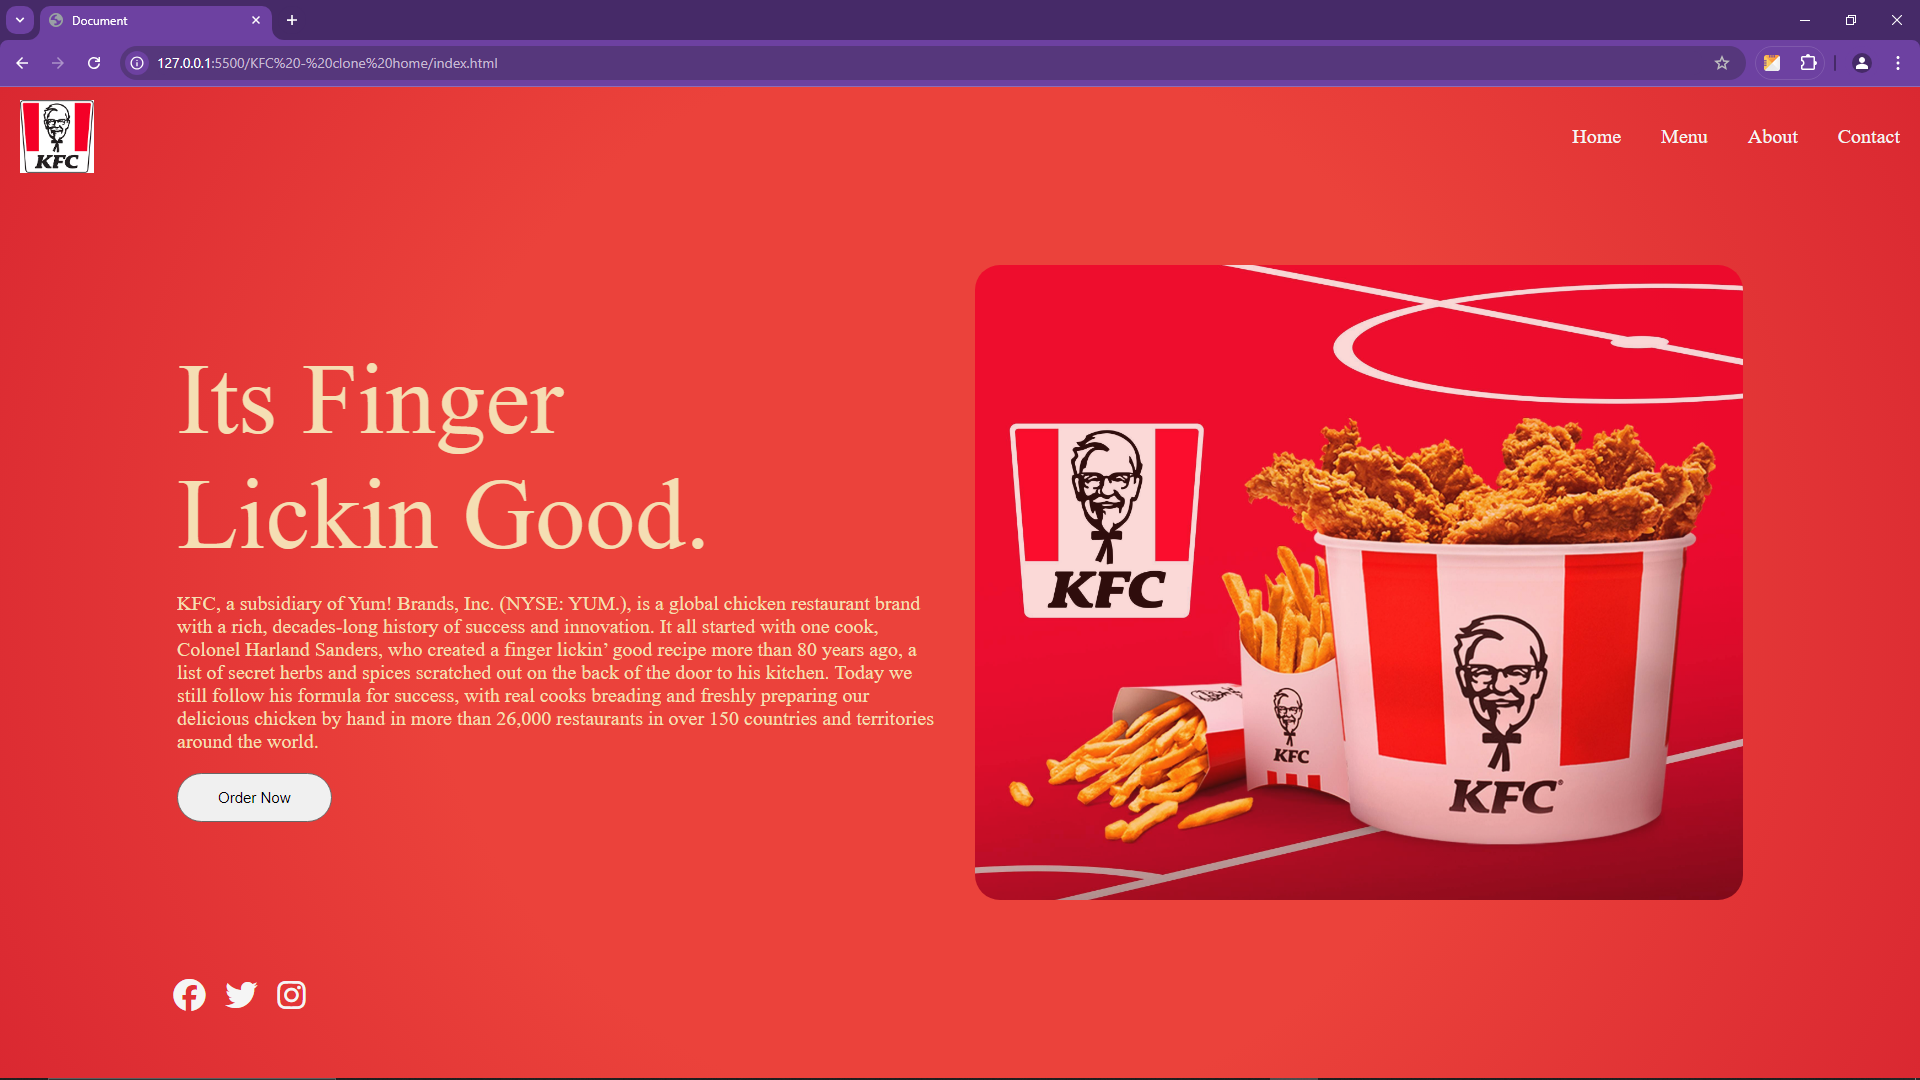 Document
127.0.0.1:5500/KFC%20-%20clone%20home/index.html
KFC
Home Menu About Contact
Its Finger
Lickin Good.
KFC, a subsidiary of Yum! Brands, Inc. (NYSE: YUM.), is a global chicken restaurant brand
with a rich, decades-long history of success and innovation. It all started with one cook,
Colonel Harland Sanders, who created a finger lickin’ good recipe more than 80 years ago, a
list of secret herbs and spices scratched out on the back of the door to his kitchen. Today we
still follow his formula for success, with real cooks breading and freshly preparing our
delicious chicken by hand in more than 26,000 restaurants in over 150 countries and territories
around the world.
Order Now
KFC
KFC
KFC®